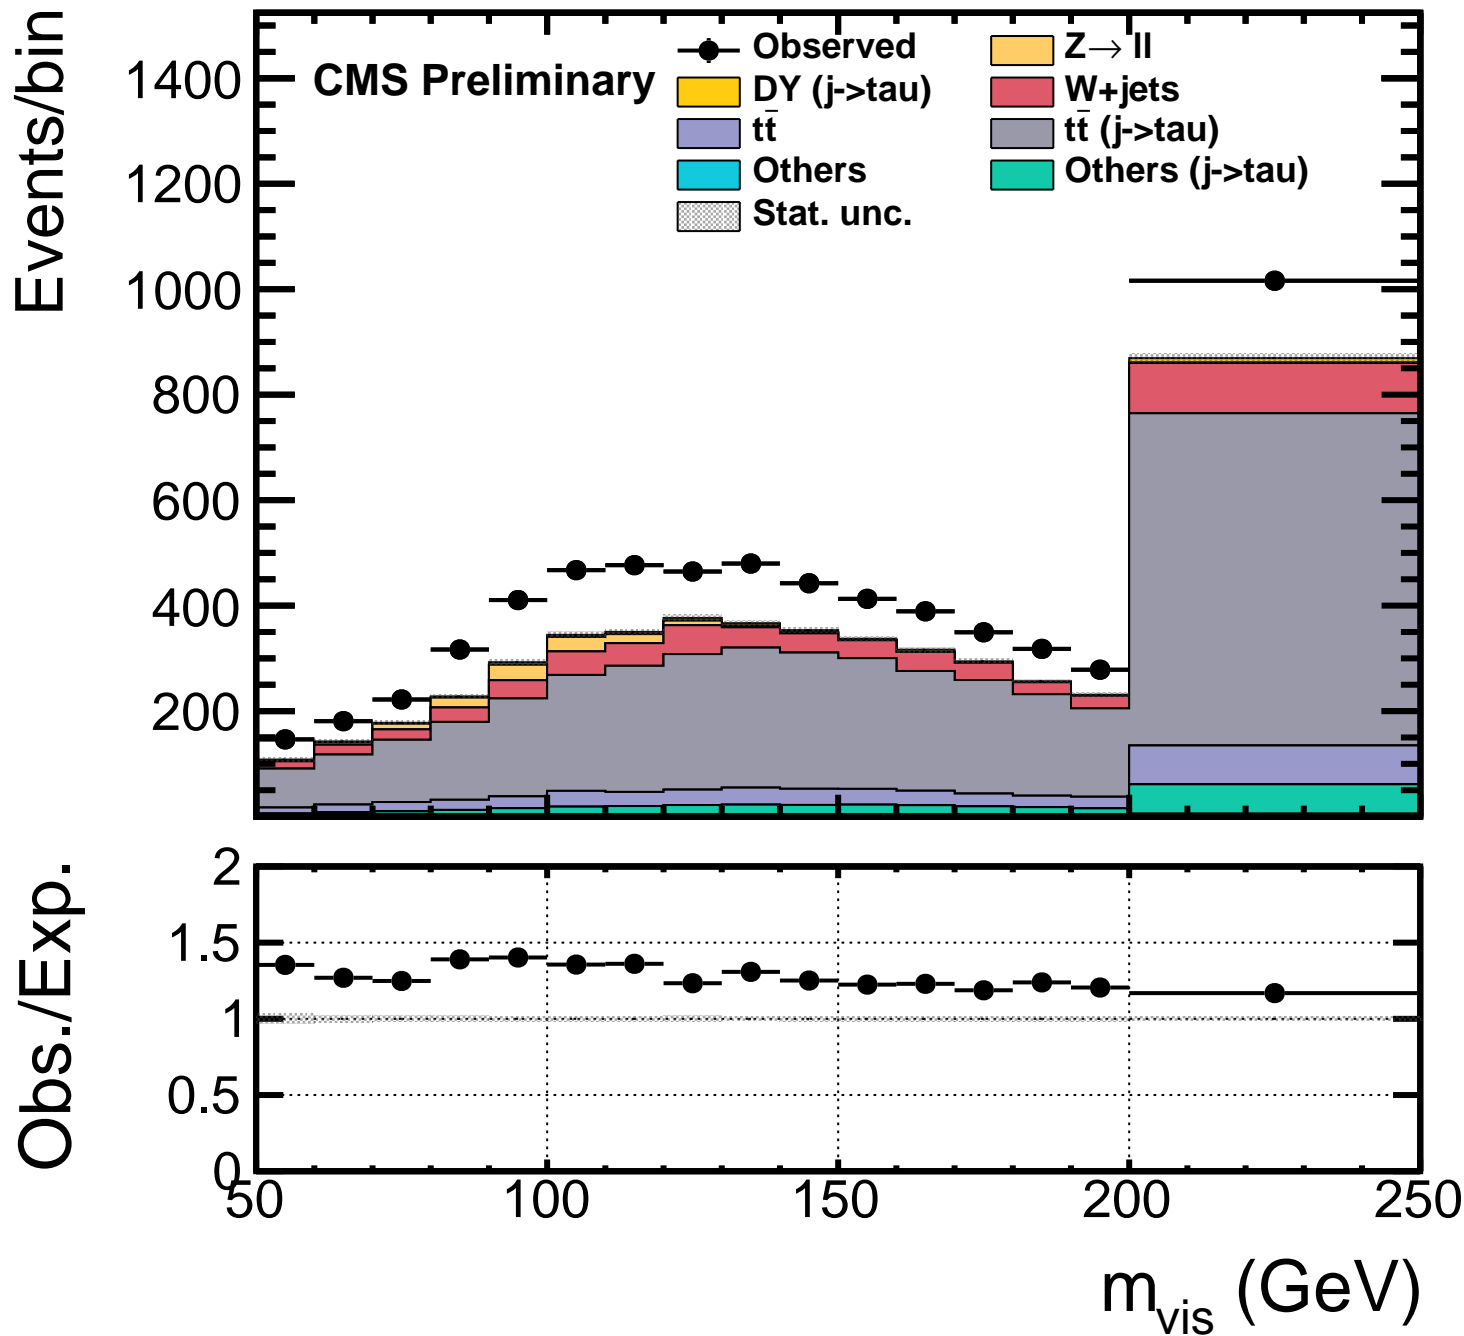 Events/bin
1400
1200
1000
800
600
400
200
CMS Preliminary
Observed
Z→ ll
DY (j->tau)
W+jets
tt̄
tt̄ (j->tau)
Others
Others (j->tau)
Stat. unc.
Obs./Exp.
2
1.5
1
0.5
0
50 100 150 200 250
m_vis (GeV)